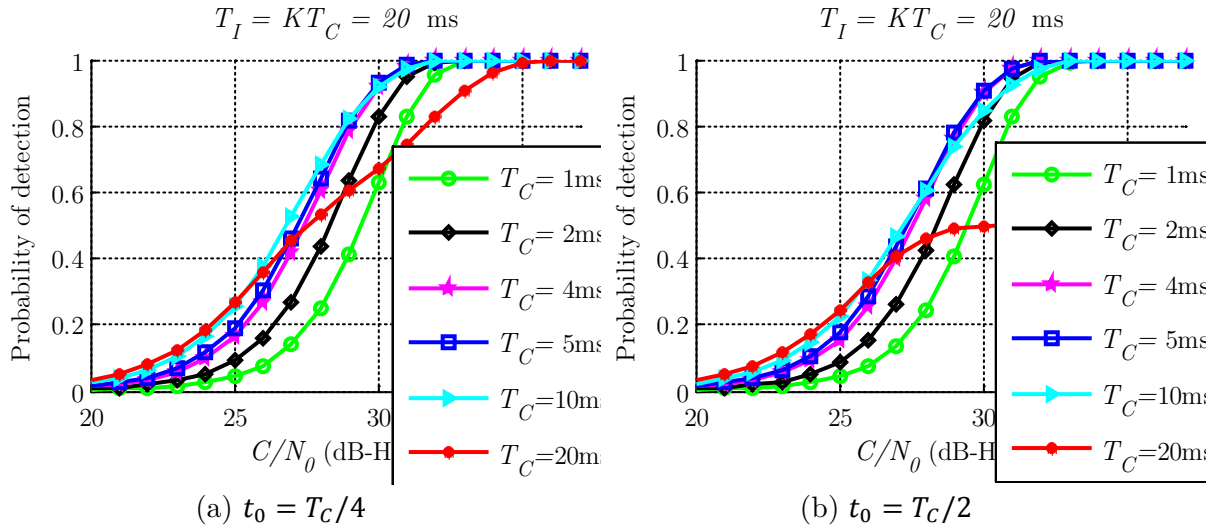 T_I = KT_C = 20 ms
Probability of detection
1
0.8
0.6
0.4
0.2
0
20
25
30
C/N_0 (dB-H
T_C= 1ms
T_C= 2ms
T_C= 4ms
T_C= 5ms
T_C=10ms
T_C=20ms
(a) t_0 = T_C/4
T_I = KT_C = 20 ms
Probability of detection
1
0.8
0.6
0.4
0.2
0
20
25
30
C/N_0 (dB-H
T_C= 1ms
T_C= 2ms
T_C= 4ms
T_C= 5ms
T_C=10ms
T_C=20ms
(b) t_0 = T_C/2